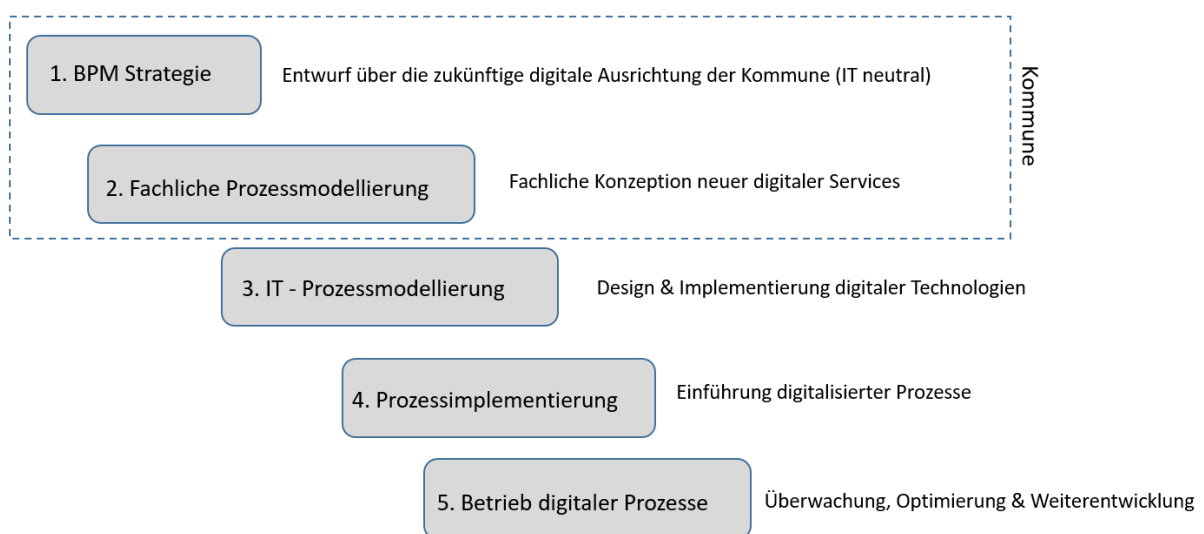 1. BPM Strategie
Entwurf über die zukünftige digitale Ausrichtung der Kommune (IT neutral)
Kommune
2. Fachliche Prozessmodellierung
Fachliche Konzeption neuer digitaler Services
3. IT - Prozessmodellierung
Design & Implementierung digitaler Technologien
4. Prozessimplementierung
Einführung digitalisierter Prozesse
5. Betrieb digitaler Prozesse
Überwachung, Optimierung & Weiterentwicklung